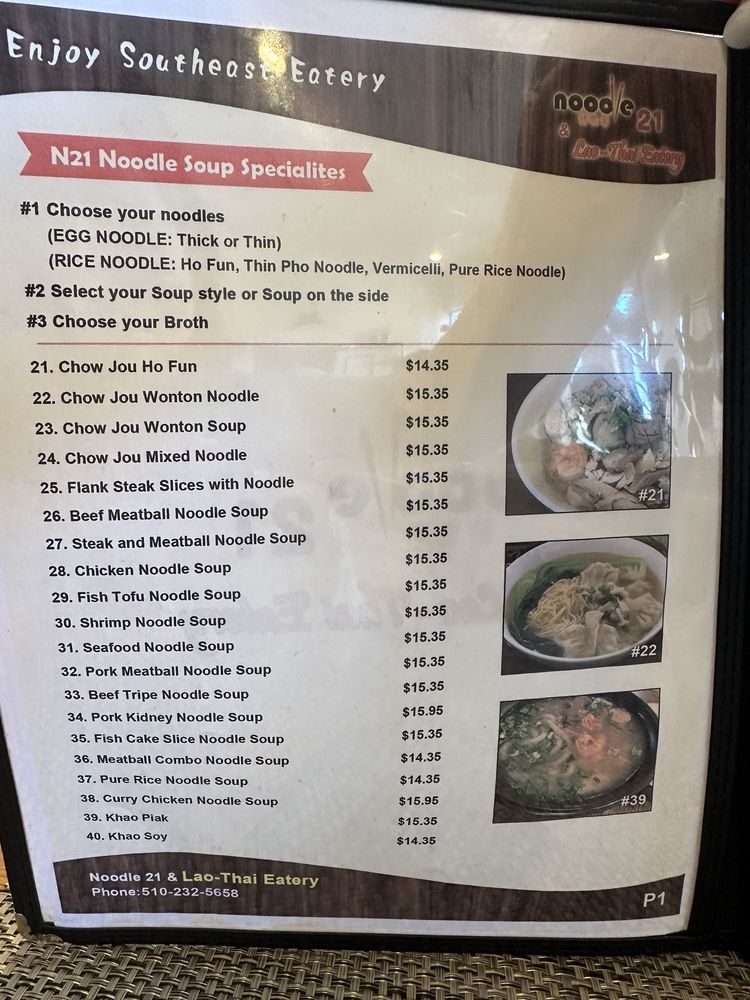 Enjoy Southeast Eatery
noodle 21
& Lao-Thai Eatery
N21 Noodle Soup Specialites
#1 Choose your noodles
(EGG NOODLE: Thick or Thin)
(RICE NOODLE: Ho Fun, Thin Pho Noodle, Vermicelli, Pure Rice Noodle)
#2 Select your Soup style or Soup on the side
#3 Choose your Broth
21. Chow Jou Ho Fun $14.35
22. Chow Jou Wonton Noodle $15.35
23. Chow Jou Wonton Soup $15.35
24. Chow Jou Mixed Noodle $15.35
25. Flank Steak Slices with Noodle $15.35
26. Beef Meatball Noodle Soup $15.35
27. Steak and Meatball Noodle Soup $15.35
28. Chicken Noodle Soup $15.35
29. Fish Tofu Noodle Soup $15.35
30. Shrimp Noodle Soup $15.35
31. Seafood Noodle Soup $15.35
32. Pork Meatball Noodle Soup $15.35
33. Beef Tripe Noodle Soup $15.35
34. Pork Kidney Noodle Soup $15.95
35. Fish Cake Slice Noodle Soup $15.35
36. Meatball Combo Noodle Soup $14.35
37. Pure Rice Noodle Soup $14.35
38. Curry Chicken Noodle Soup $15.95
39. Khao Piak $15.35
40. Khao Soy $14.35
#21
#22
#39
Noodle 21 & Lao-Thai Eatery
Phone:510-232-5658
P1